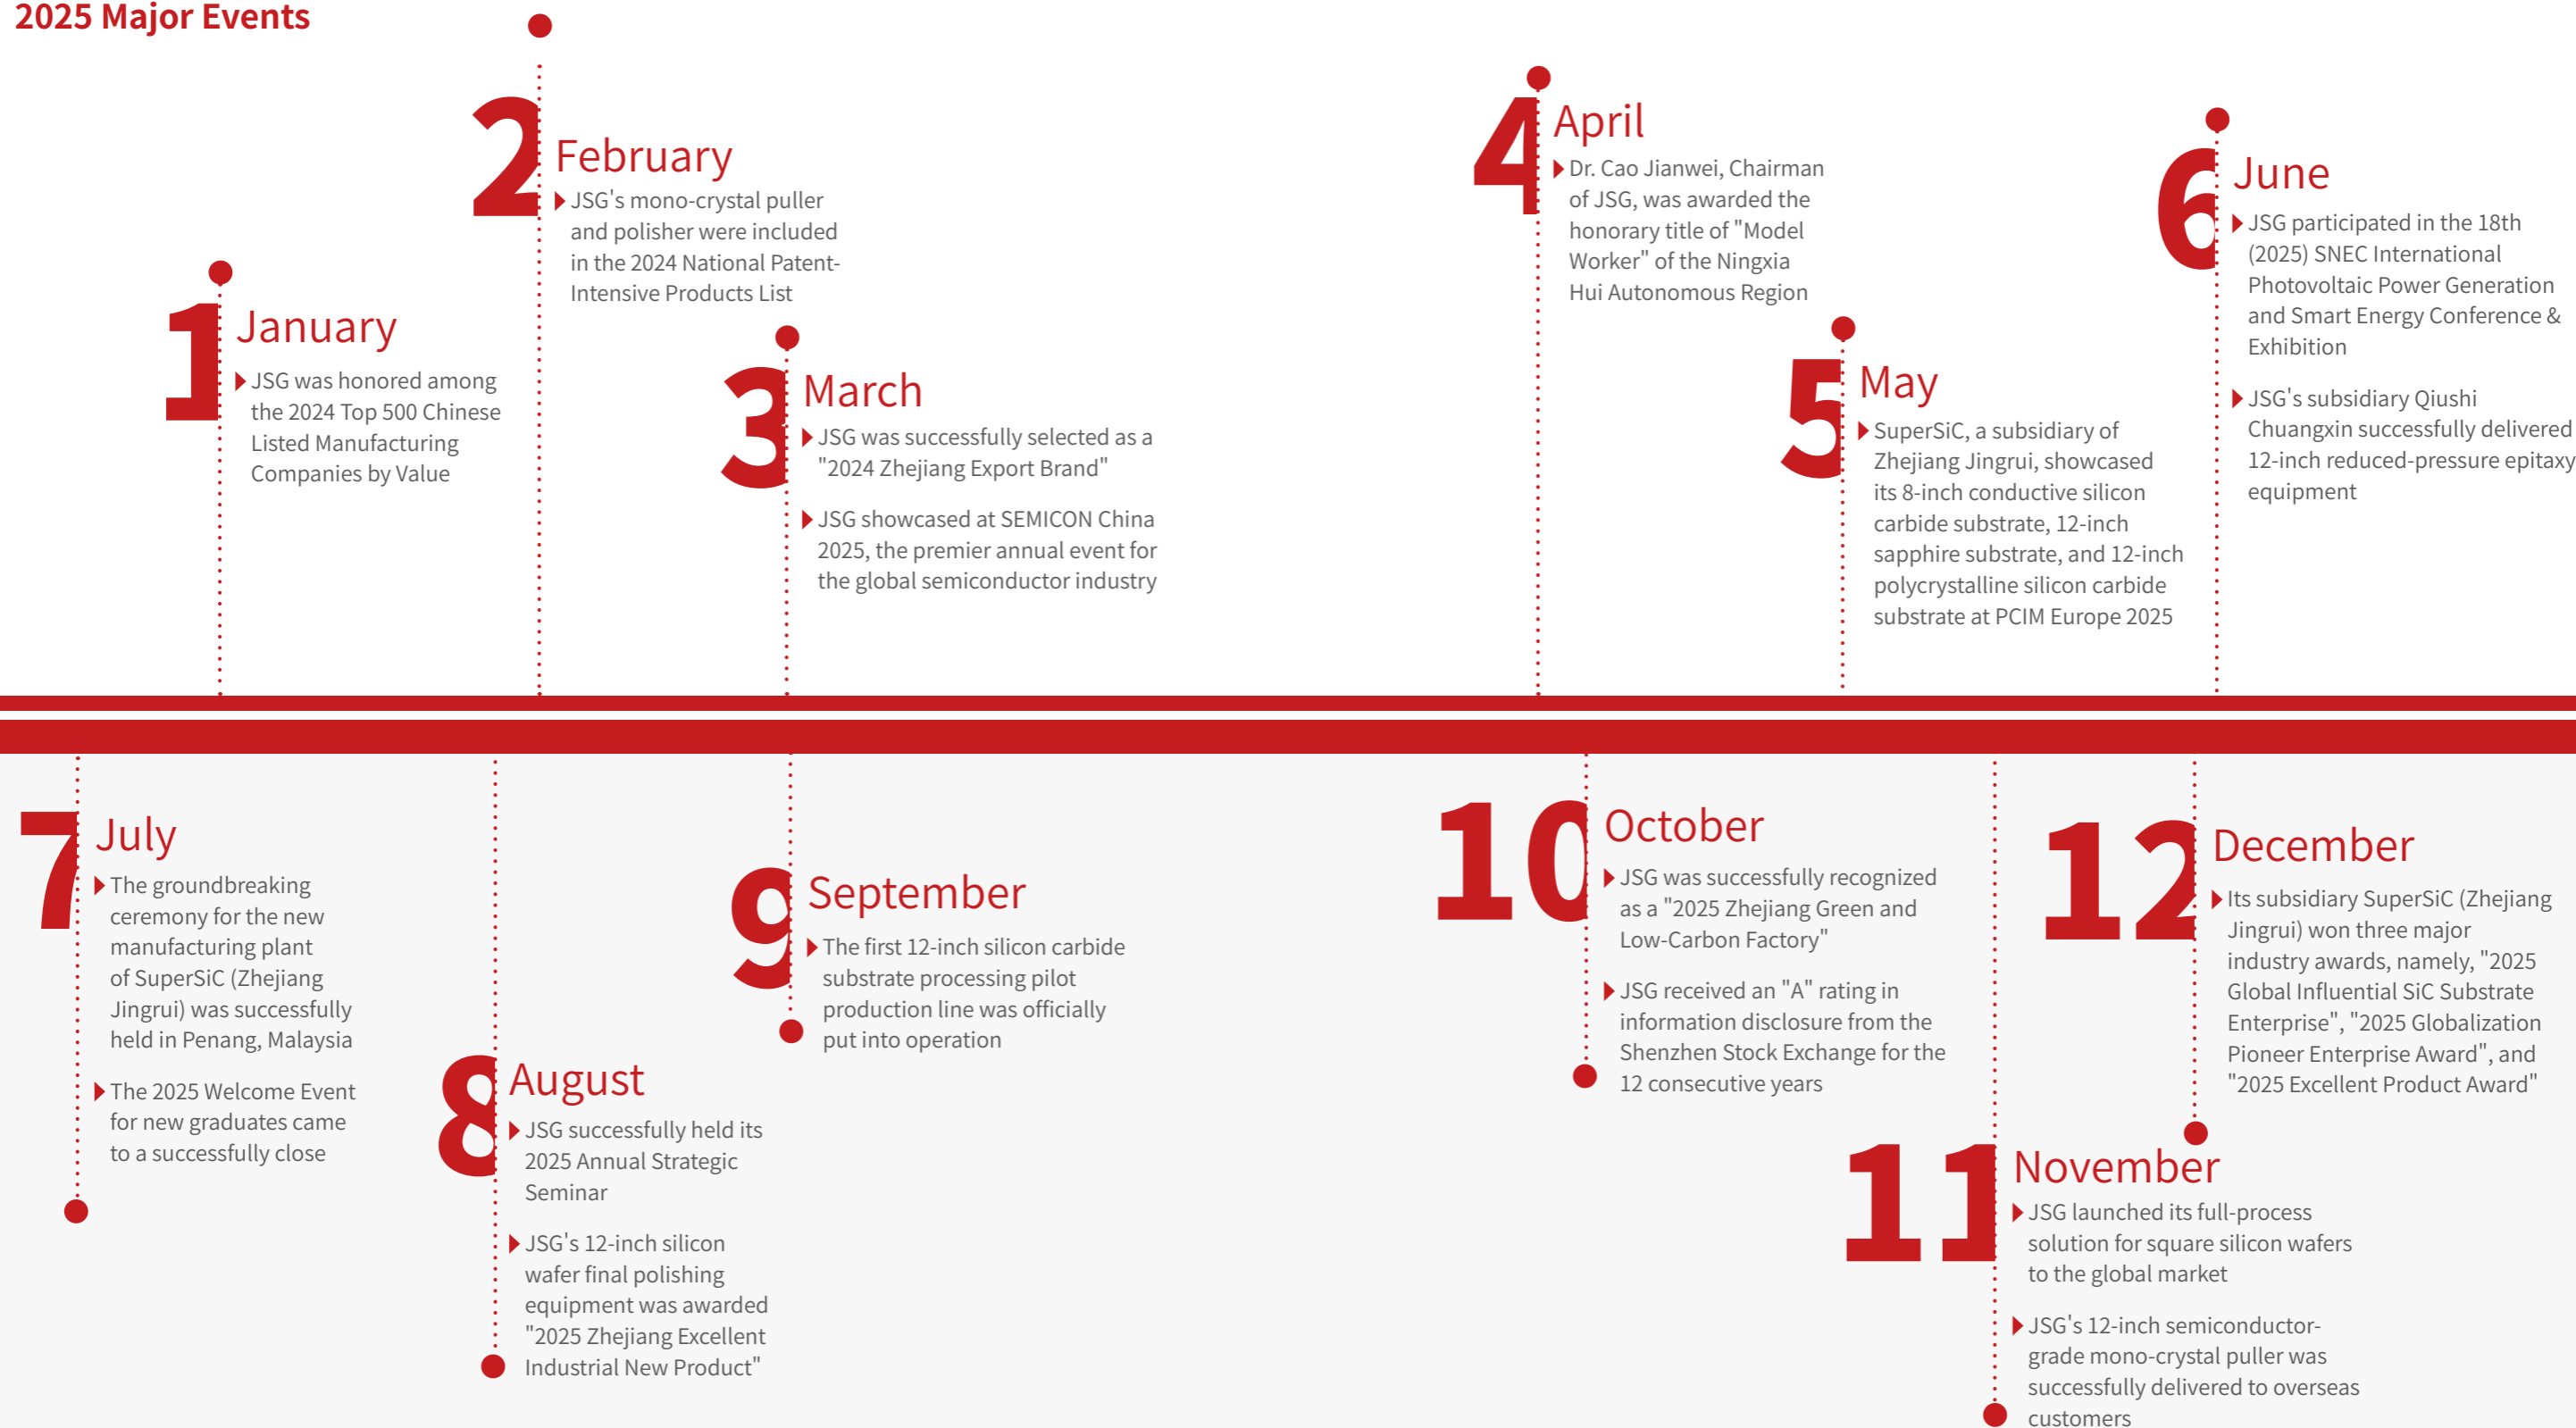 2025 Major Events
1
January
JSG was honored among
the 2024 Top 500 Chinese
Listed Manufacturing
Companies by Value
2
February
JSG's mono-crystal puller
and polisher were included
in the 2024 National Patent-
Intensive Products List
3
March
JSG was successfully selected as a
"2024 Zhejiang Export Brand"
JSG showcased at SEMICON China
2025, the premier annual event for
the global semiconductor industry
4
April
Dr. Cao Jianwei, Chairman
of JSG, was awarded the
honorary title of "Model
Worker" of the Ningxia
Hui Autonomous Region
5
May
SuperSiC, a subsidiary of
Zhejiang Jingrui, showcased
its 8-inch conductive silicon
carbide substrate, 12-inch
sapphire substrate, and 12-inch
polycrystalline silicon carbide
substrate at PCIM Europe 2025
6
June
JSG participated in the 18th
(2025) SNEC International
Photovoltaic Power Generation
and Smart Energy Conference &
Exhibition
JSG's subsidiary Qiushi
Chuangxin successfully delivered
12-inch reduced-pressure epitaxy
equipment
7
July
The groundbreaking
ceremony for the new
manufacturing plant
of SuperSiC (Zhejiang
Jingrui) was successfully
held in Penang, Malaysia
The 2025 Welcome Event
for new graduates came
to a successfully close
8
August
JSG successfully held its
2025 Annual Strategic
Seminar
JSG's 12-inch silicon
wafer final polishing
equipment was awarded
"2025 Zhejiang Excellent
Industrial New Product"
9
September
The first 12-inch silicon carbide
substrate processing pilot
production line was officially
put into operation
10
October
JSG was successfully recognized
as a "2025 Zhejiang Green and
Low-Carbon Factory"
JSG received an "A" rating in
information disclosure from the
Shenzhen Stock Exchange for the
12 consecutive years
11
November
JSG launched its full-process
solution for square silicon wafers
to the global market
JSG's 12-inch semiconductor-
grade mono-crystal puller was
successfully delivered to overseas
customers
12
December
Its subsidiary SuperSiC (Zhejiang
Jingrui) won three major
industry awards, namely, "2025
Global Influential SiC Substrate
Enterprise", "2025 Globalization
Pioneer Enterprise Award", and
"2025 Excellent Product Award"